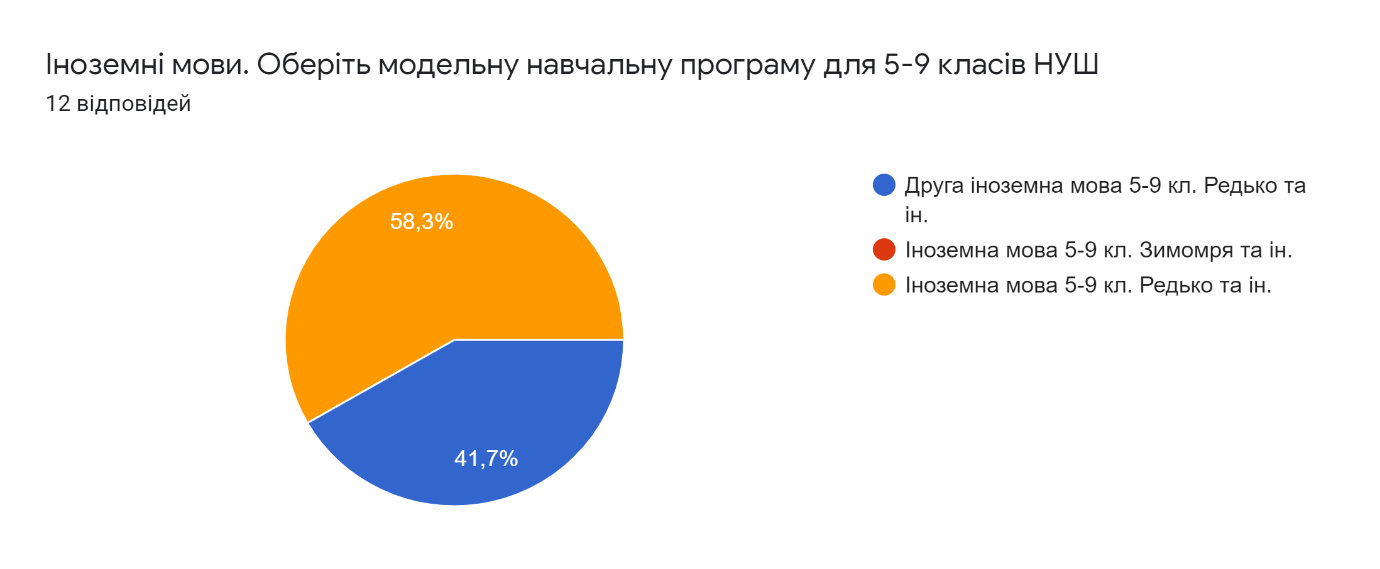 Іноземні мови. Оберіть модельну навчальну програму для 5-9 класів НУШ
12 відповідей
58,3%
41,7%
Друга іноземна мова 5-9 кл. Редько та
ін.
Іноземна мова 5-9 кл. Зимомря та ін.
Іноземна мова 5-9 кл. Редько та ін.